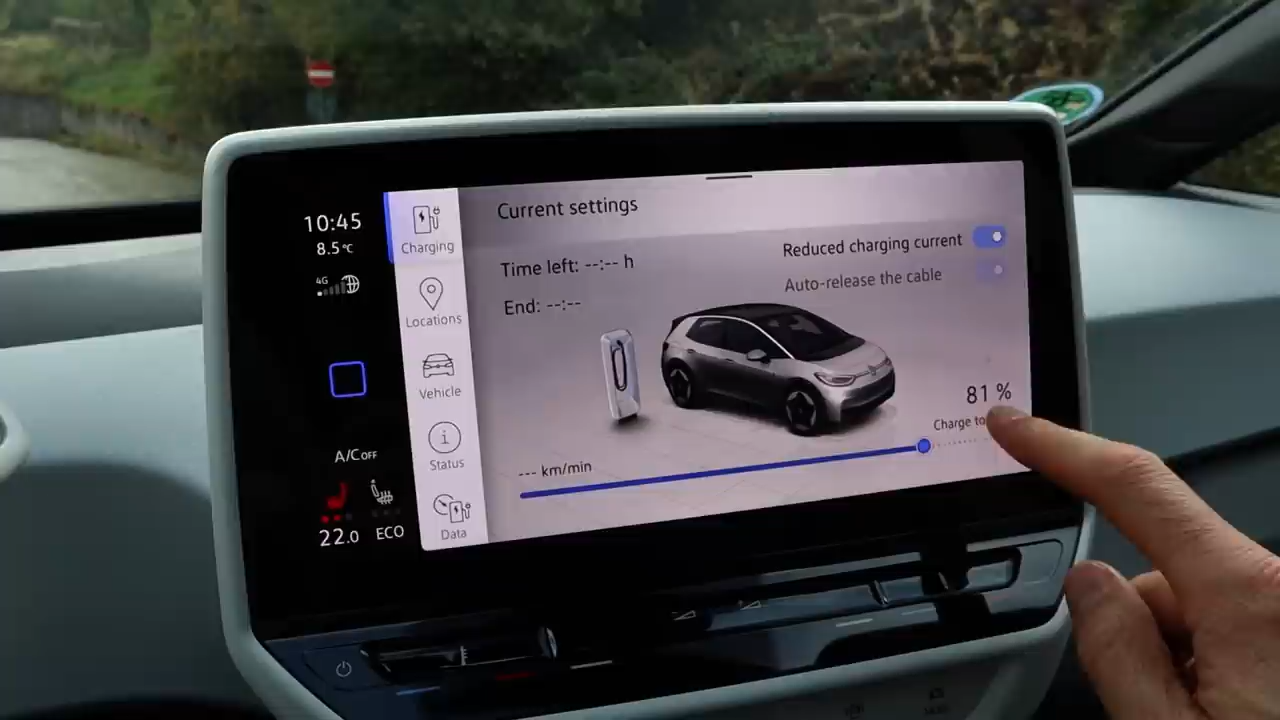 10:45
8.5°C
4G
A/C OFF
22.0
ECO
Charging
Locations
Vehicle
Status
Data
Current settings
Time left: --:-- h
End: --:--
Reduced charging current
Auto-release the cable
81 %
Charge to
--- km/min